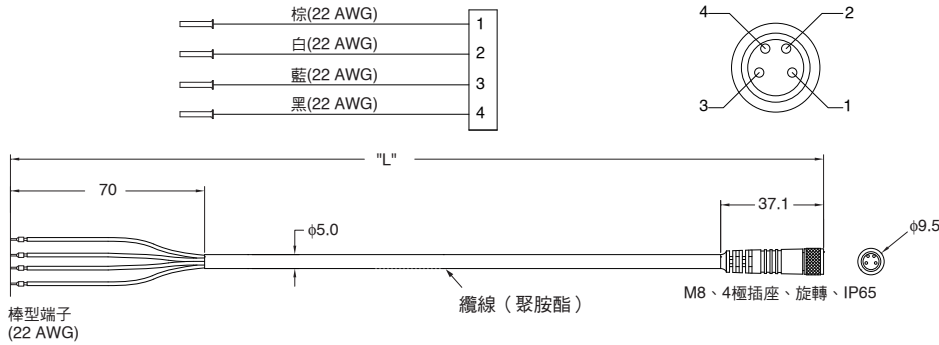 棕(22 AWG)
1
白(22 AWG)
2
藍(22 AWG)
3
黑(22 AWG)
4
4
2
3
1
"L"
70
37.1
ϕ5.0
ϕ9.5
纜線（聚胺酯）
M8、4極插座、旋轉、IP65
棒型端子
(22 AWG)